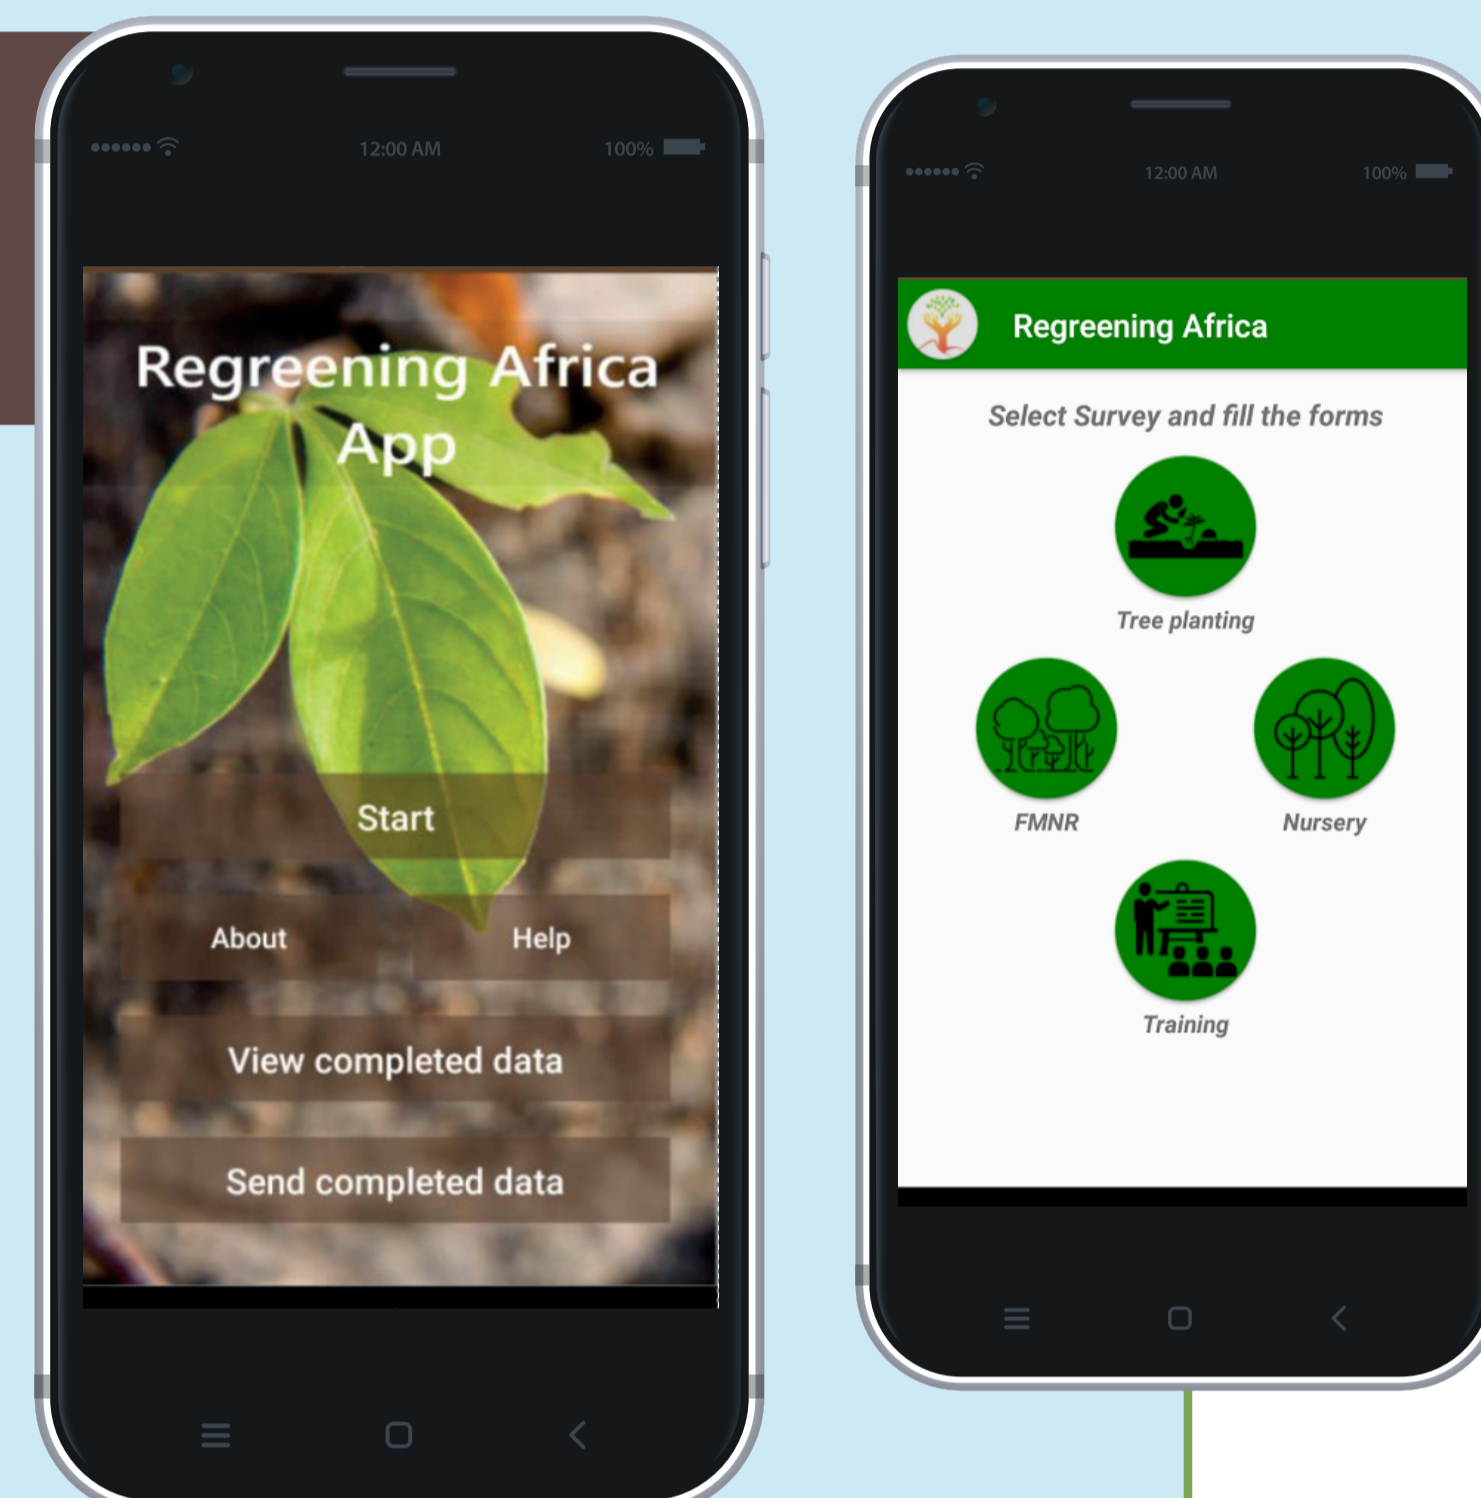 12:00 AM
100%
Regreening Africa
App
Start
About
Help
View completed data
Send completed data
12:00 AM
100%
Regreening Africa
Select Survey and fill the forms
Tree planting
FMNR
Nursery
Training